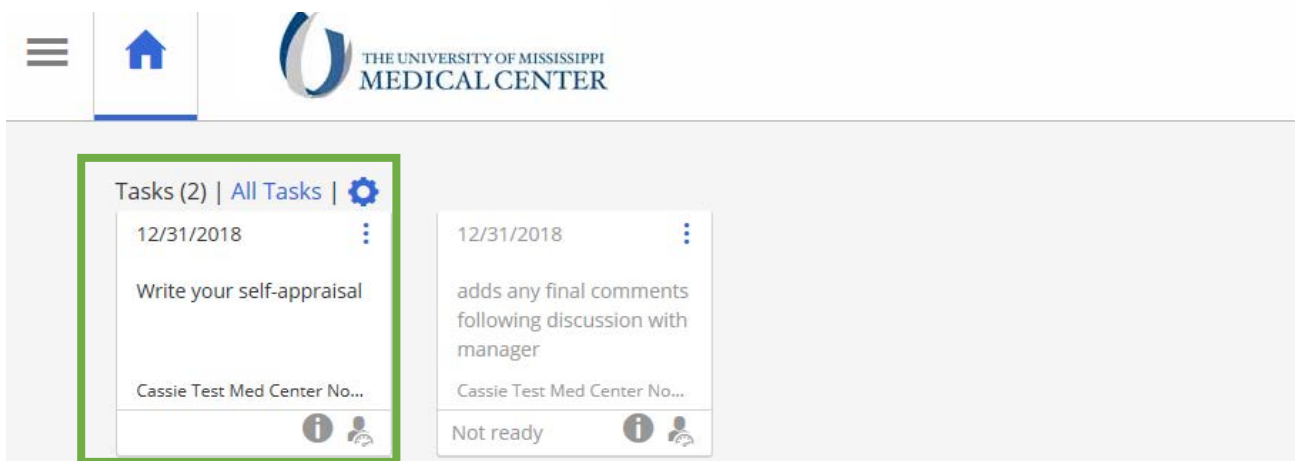 THE UNIVERSITY OF MISSISSIPPI
MEDICAL CENTER
Tasks (2) | All Tasks |
12/31/2018
Write your self-appraisal
Cassie Test Med Center No...
12/31/2018
adds any final comments
following discussion with
manager
Cassie Test Med Center No...
Not ready